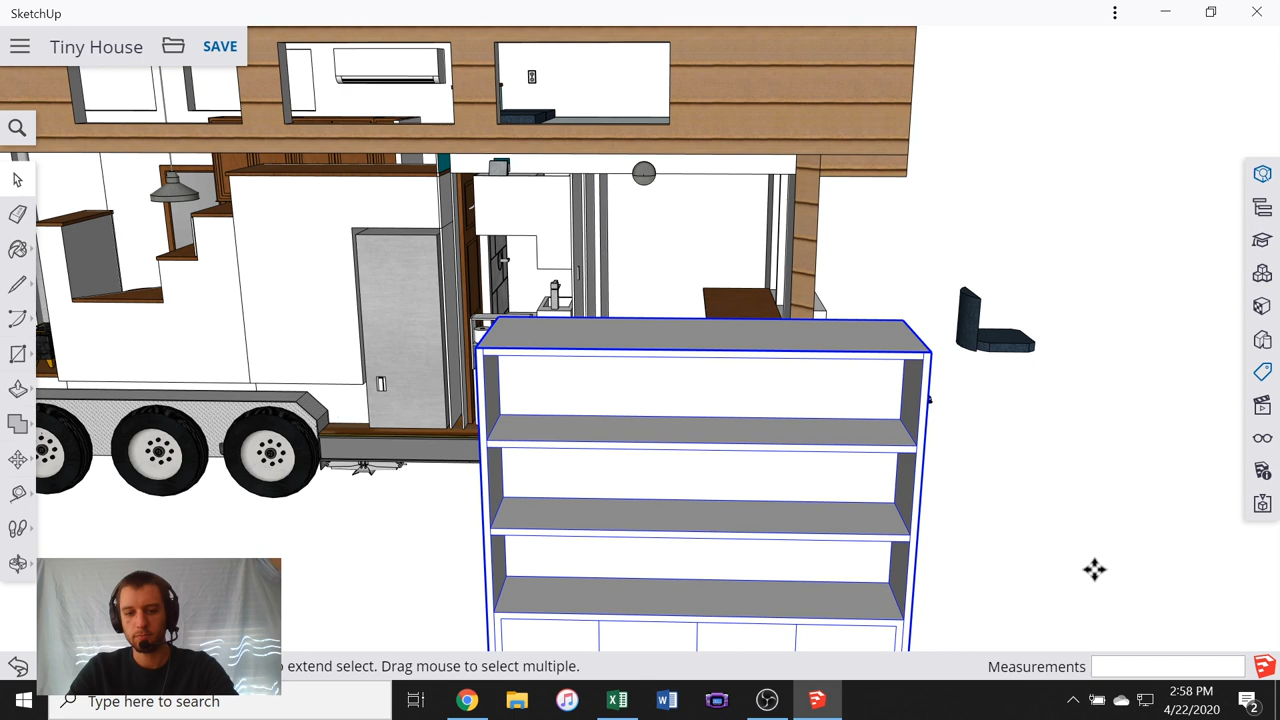 SketchUp
Tiny House
SAVE
o extend select. Drag mouse to select multiple.
Measurements
Type here to search
2:58 PM
4/22/2020
2